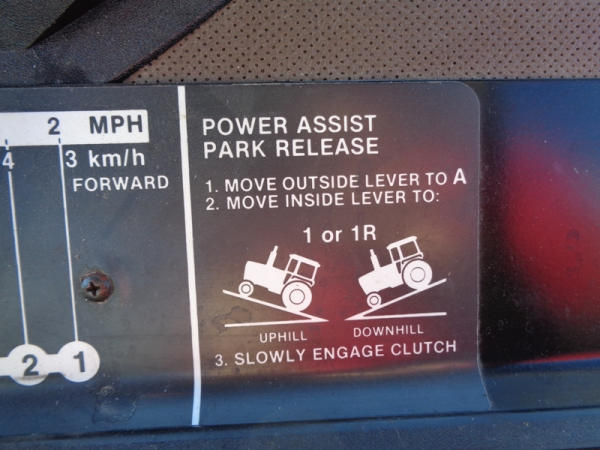 2 MPH
4 3 km/h
FORWARD
2 1
POWER ASSIST
PARK RELEASE
1. MOVE OUTSIDE LEVER TO A
2. MOVE INSIDE LEVER TO:
1 or 1R
UPHILL DOWNHILL
3. SLOWLY ENGAGE CLUTCH